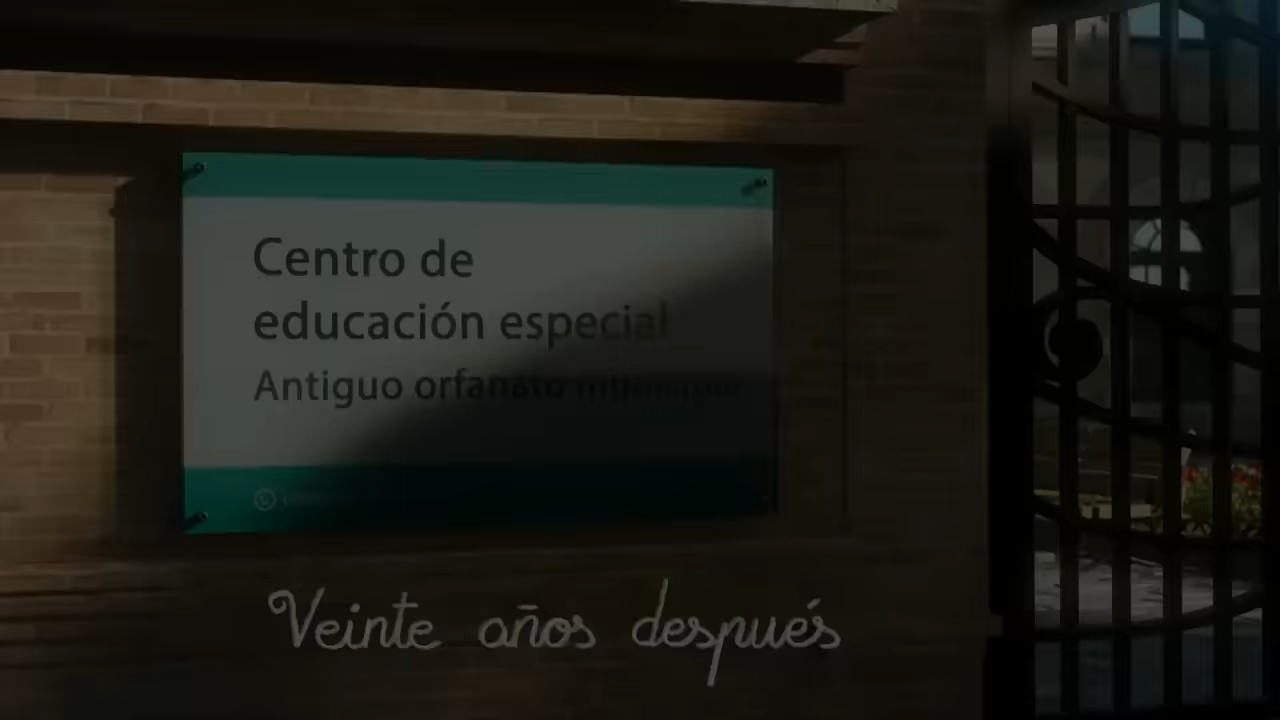 Centro de
educación especial
Antiguo orfanato
Veinte años después